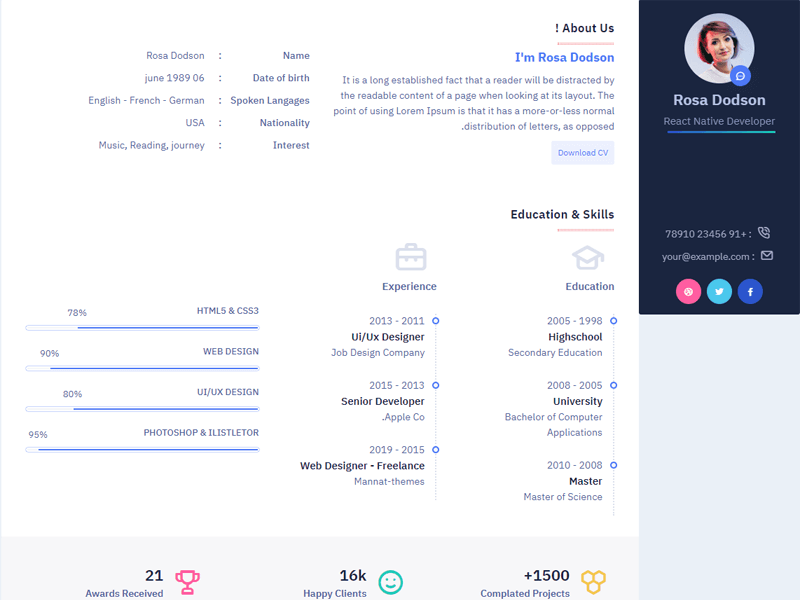 Rosa Dodson
React Native Developer
78910 23456 91+ :
your@example.com :
! About Us
I'm Rosa Dodson
It is a long established fact that a reader will be distracted by
the readable content of a page when looking at its layout. The
point of using Lorem Ipsum is that it has a more-or-less normal
.distribution of letters, as opposed
Download CV
Rosa Dodson : Name
june 1989 06 : Date of birth
English - French - German : Spoken Langages
USA : Nationality
Music, Reading, journey : Interest
Education & Skills
Education
2005 - 1998
Highschool
Secondary Education
2008 - 2005
University
Bachelor of Computer
Applications
2010 - 2008
Master
Master of Science
Experience
2013 - 2011
Ui/Ux Designer
Job Design Company
2015 - 2013
Senior Developer
.Apple Co
2019 - 2015
Web Designer - Freelance
Mannat-themes
78% HTML5 & CSS3
90% WEB DESIGN
80% UI/UX DESIGN
95% PHOTOSHOP & ILISTLETOR
+1500
Complated Projects
16k
Happy Clients
21
Awards Received